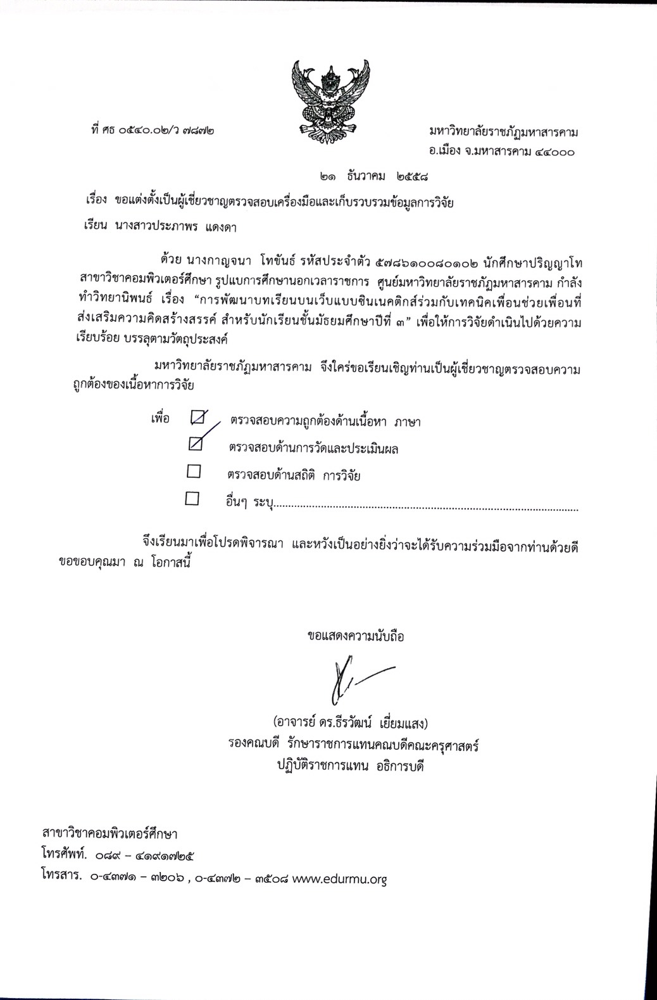 ที่ ศธ ๐๕๔๐.๐๒/ว ๗๘๗๒
มหาวิทยาลัยราชภัฏมหาสารคาม
อ.เมือง จ.มหาสารคาม ๔๔๐๐๐
๒๑ ธันวาคม ๒๕๕๘
เรื่อง ขอแต่งตั้งเป็นผู้เชี่ยวชาญตรวจสอบเครื่องมือและเก็บรวบรวมข้อมูลการวิจัย
เรียน นางสาวประภาพร แดงดา
ด้วย นางกาญจนา โทขันธ์ รหัสประจำตัว ๕๗๘๖๑๐๐๘๐๑๐๒ นักศึกษาปริญญาโท
สาขาวิชาคอมพิวเตอร์ศึกษา รูปแบบการศึกษานอกเวลาราชการ ศูนย์มหาวิทยาลัยราชภัฏมหาสารคาม กำลัง
ทำวิทยานิพนธ์ เรื่อง “การพัฒนาบทเรียนบนเว็บแบบซินเนคติกส์ร่วมกับเทคนิคเพื่อนช่วยเพื่อนที่
ส่งเสริมความคิดสร้างสรรค์ สำหรับนักเรียนชั้นมัธยมศึกษาปีที่ ๓” เพื่อให้การวิจัยดำเนินไปด้วยความ
เรียบร้อย บรรลุตามวัตถุประสงค์
มหาวิทยาลัยราชภัฏมหาสารคาม จึงใคร่ขอเรียนเชิญท่านเป็นผู้เชี่ยวชาญตรวจสอบความ
ถูกต้องของเนื้อหาการวิจัย
เพื่อ ตรวจสอบความถูกต้องด้านเนื้อหา ภาษา
ตรวจสอบด้านการวัดและประเมินผล
ตรวจสอบด้านสถิติ การวิจัย
อื่นๆ ระบุ........................................................................................................
จึงเรียนมาเพื่อโปรดพิจารณา และหวังเป็นอย่างยิ่งว่าจะได้รับความร่วมมือจากท่านด้วยดี
ขอขอบคุณมา ณ โอกาสนี้
ขอแสดงความนับถือ
(อาจารย์ ดร.ธีรวัฒน์ เยี่ยมแสง)
รองคณบดี รักษาราชการแทนคณบดีคณะครุศาสตร์
ปฏิบัติราชการแทน อธิการบดี
สาขาวิชาคอมพิวเตอร์ศึกษา
โทรศัพท์. ๐๘๙ – ๔๑๙๑๗๒๕
โทรสาร. ๐-๔๓๗๑ – ๓๒๐๖ , ๐-๔๓๗๒ – ๓๕๐๘ www.edurmu.org